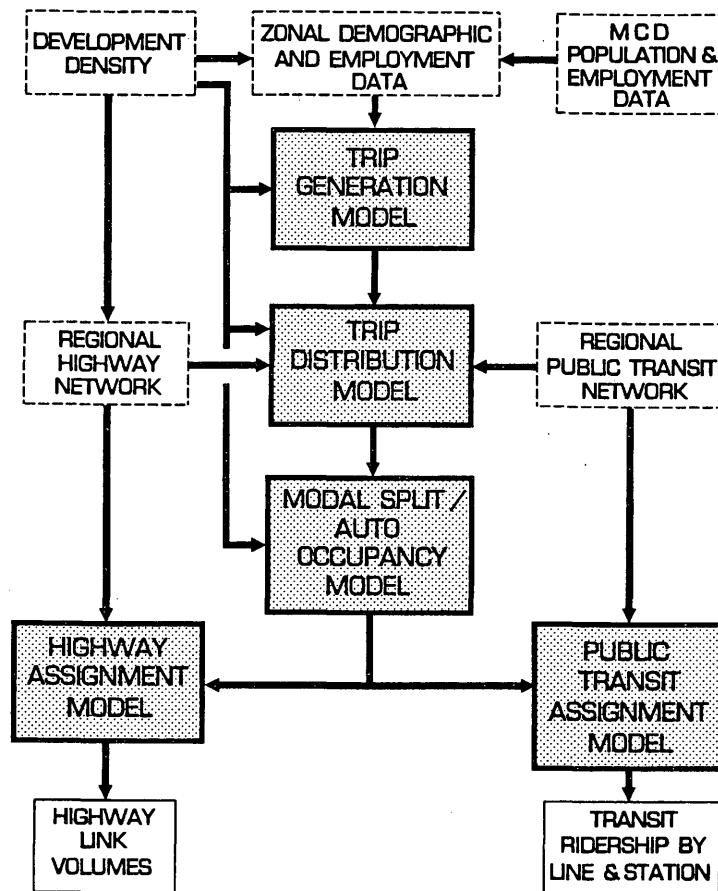 DEVELOPMENT
DENSITY
ZONAL DEMOGRAPHIC
AND EMPLOYMENT
DATA
MCD
POPULATION &
EMPLOYMENT
DATA
TRIP
GENERATION
MODEL
REGIONAL
HIGHWAY
NETWORK
TRIP
DISTRIBUTION
MODEL
REGIONAL
PUBLIC TRANSIT
NETWORK
MODAL SPLIT /
AUTO
OCCUPANCY
MODEL
HIGHWAY
ASSIGNMENT
MODEL
PUBLIC
TRANSIT
ASSIGNMENT
MODEL
HIGHWAY
LINK
VOLUMES
TRANSIT
RIDERSHIP BY
LINE & STATION